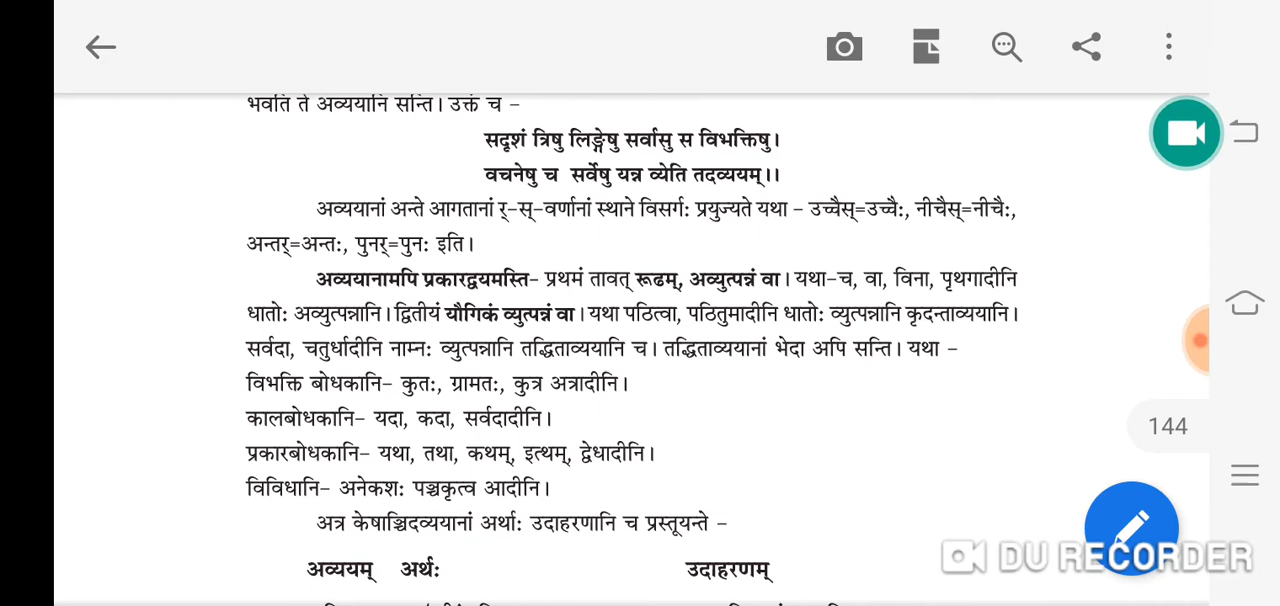 भवति ते अव्ययानि सन्ति। उक्तं च –
सदृशं त्रिषु लिङ्गेषु सर्वासु स विभक्तिषु।
वचनेषु च सर्वेषु यन्न व्येति तदव्ययम्।।
अव्ययानां अन्ते आगतानां र्-स्-वर्णानां स्थाने विसर्ग: प्रयुज्यते यथा – उच्चैस्=उच्चै:, नीचैस्=नीचै:,
अन्तर्=अन्त:, पुनर्=पुन: इति।
अव्ययानामपि प्रकारद्वयमस्ति– प्रथमं तावत् रूढम्, अव्युत्पन्नं वा। यथा–च, वा, विना, पृथगादीनि
धातो: अव्युत्पन्नानि। द्वितीयं यौगिकं व्युत्पन्नं वा। यथा पठित्वा, पठितुमादीनि धातो: व्युत्पन्नानि कृदन्ताव्ययानि।
सर्वदा, चतुर्धादीनि नाम्न: व्युत्पन्नानि तद्धिताव्ययानि च। तद्धिताव्ययानां भेदा अपि सन्ति। यथा –
विभक्ति बोधकानि– कुत:, ग्रामत:, कुत्र अत्रादीनि।
कालबोधकानि– यदा, कदा, सर्वदादीनि।
144
प्रकारबोधकानि– यथा, तथा, कथम्, इत्थम्, द्वेधादीनि।
विविधानि– अनेकश: पञ्चकृत्व आदीनि।
अत्र केषाञ्चिदव्ययानां अर्था: उदाहरणानि च प्रस्तूयन्ते –
DU RECORDER
अव्ययम् अर्थ: उदाहरणम्